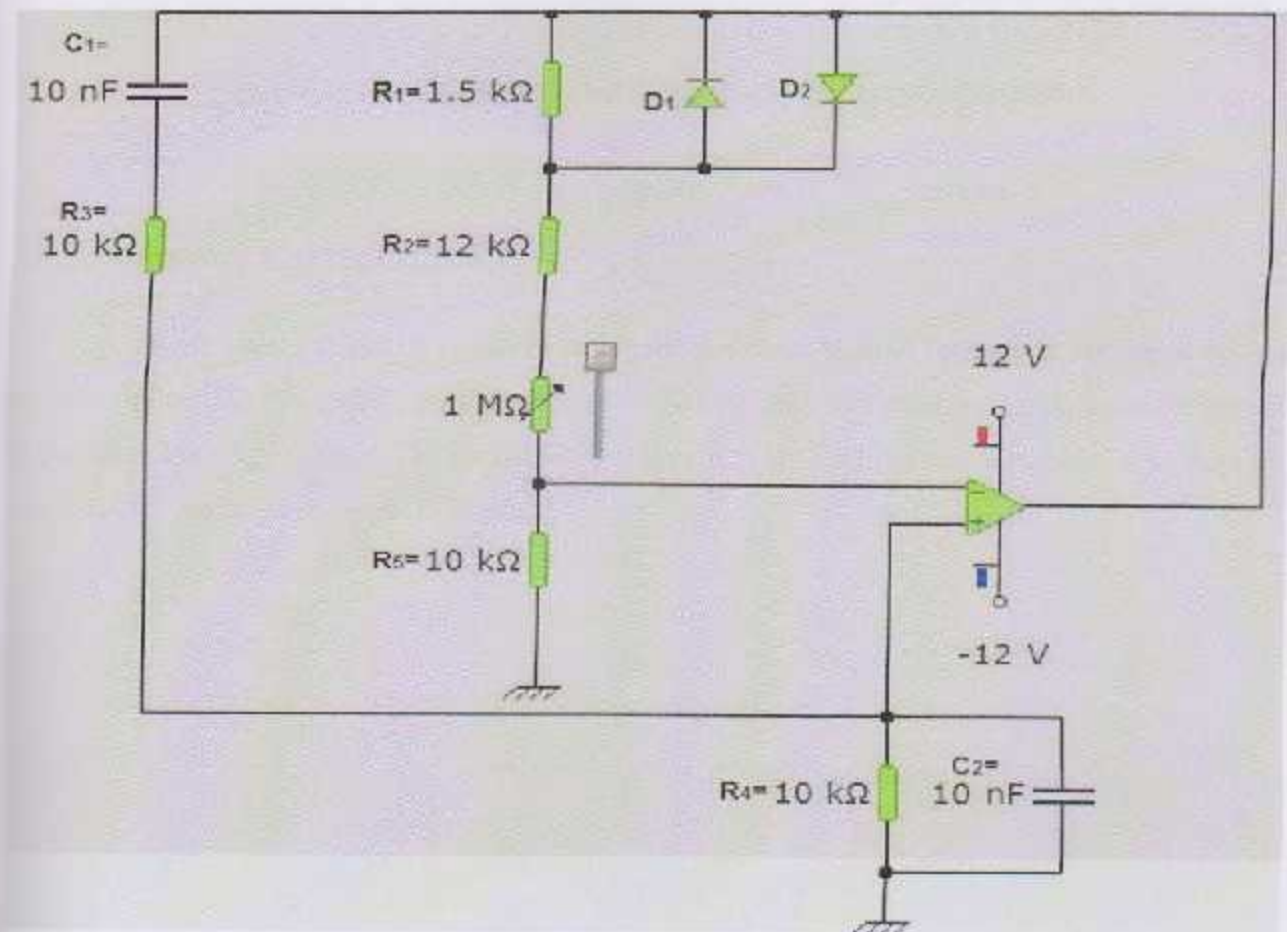 C1=
10 nF
R1=1.5 kΩ
D1
D2
R3=
10 kΩ
R2=12 kΩ
12 V
1 MΩ
-
+
R5=10 kΩ
-12 V
R4=10 kΩ
C2=
10 nF